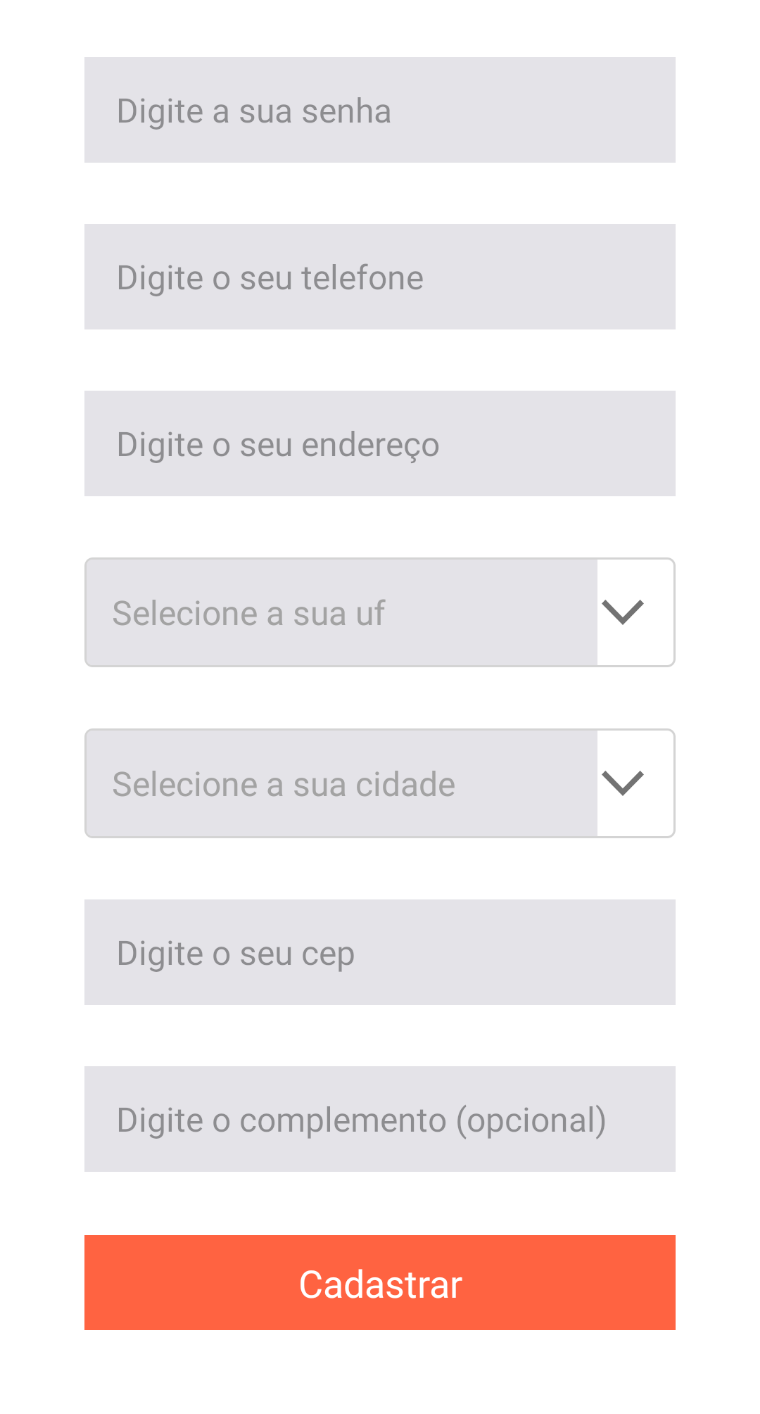 Digite a sua senha
Digite o seu telefone
Digite o seu endereço
Selecione a sua uf
Selecione a sua cidade
Digite o seu cep
Digite o complemento (opcional)
Cadastrar